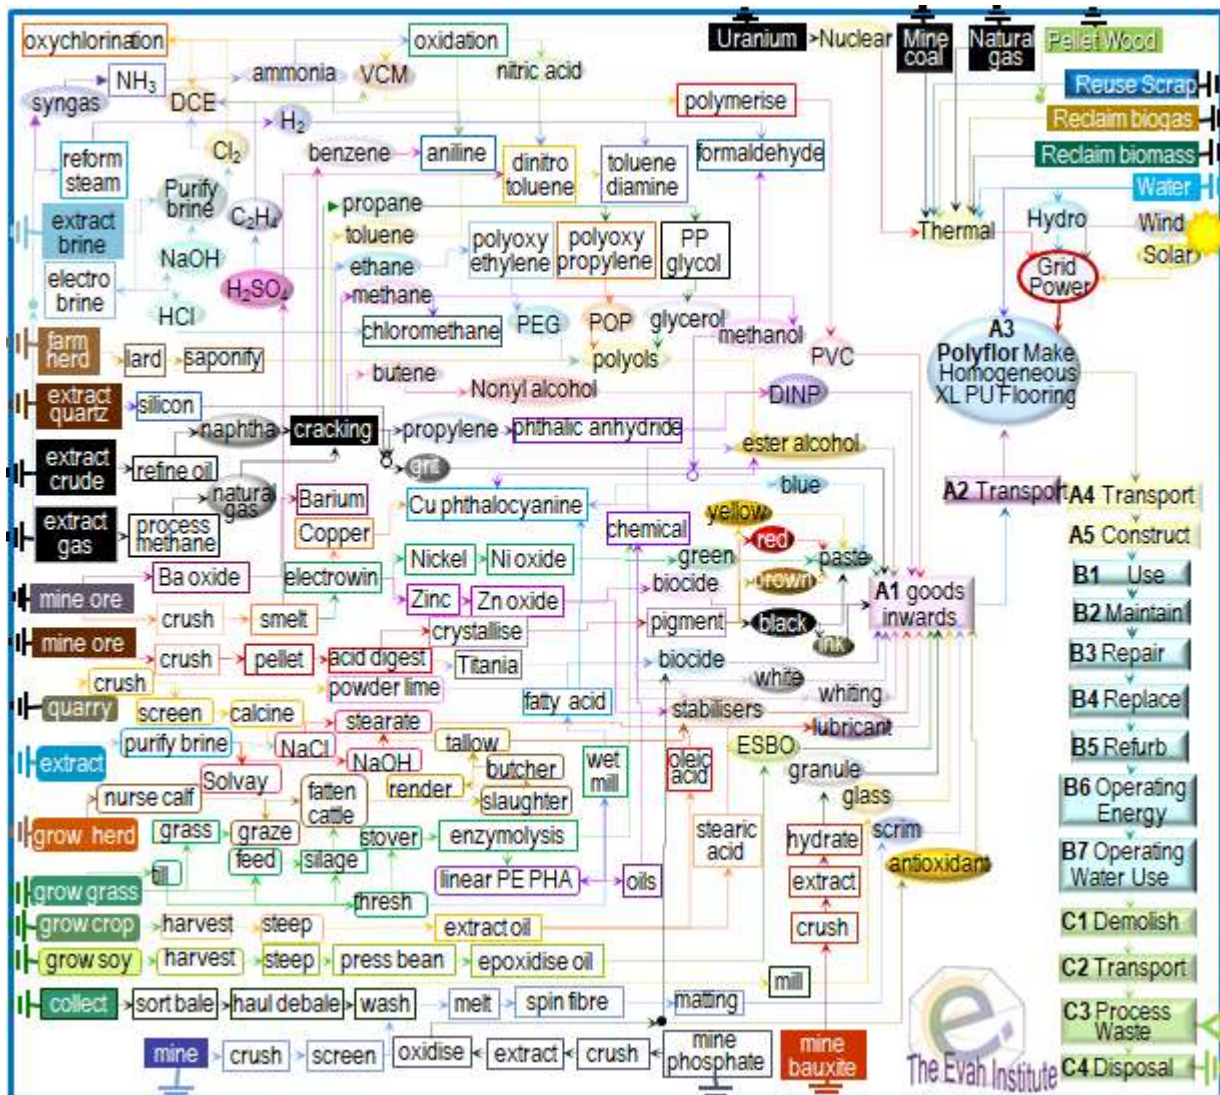 oxychlorination
oxidation
Uranium
Nuclear
Mine
coal
Natural
gas
Pellet Wood
NH3
ammonia
VCM
nitric acid
syngas
DCE
polymerise
Reuse Scrap
H2
Reclaim biogas
reform
steam
Cl2
benzene
aniline
dinitro
toluene
toluene
diamine
formaldehyde
Reclaim biomass
Purify
brine
Water
extract
brine
C2H4
propane
toluene
polyoxy
ethylene
polyoxy
propylene
PP
glycol
Thermal
Hydro
Wind
Solar
NaOH
ethane
electro
brine
H2SO4
methane
Grid
Power
HCl
chloromethane
PEG
POP
glycerol
methanol
farm
herd
lard
saponify
polyols
PVC
A3
Polyflor Make
Homogeneous
XL PU Flooring
butene
Nonyl alcohol
DINP
extract
quartz
silicon
naphtha
cracking
propylene
phthalic anhydride
ester alcohol
extract
crude
refine oil
grit
natural
gas
Barium
Cu phthalocyanine
blue
A2 Transport
A4 Transport
extract
gas
process
methane
Copper
chemical
yellow
red
A5 Construct
Nickel
Ni oxide
green
paste
Ba oxide
electrowin
biocide
brown
B1 Use
mine ore
Zinc
Zn oxide
A1 goods
inwards
B2 Maintain
crush
smelt
crystallise
pigment
black
ink
mine ore
crush
pellet
acid digest
Titania
biocide
B3 Repair
crush
powder lime
white
whiting
quarry
screen
calcine
stearate
fatty acid
stabilisers
lubricant
B4 Replace
purify brine
NaCl
NaOH
tallow
ESBO
B5 Refurb
extract
Solvay
butcher
wet
mill
oleic
acid
granule
nurse calf
fatten
cattle
render
slaughter
glass
B6 Operating
Energy
grow herd
grass
graze
stover
enzymolysis
stearic
acid
hydrate
scrim
feed
silage
antioxidant
B7 Operating
Water Use
till
grow grass
linear PE PHA
oils
extract
thresh
grow crop
harvest
steep
extract oil
crush
C1 Demolish
grow soy
harvest
steep
press bean
epoxidise oil
mill
C2 Transport
collect
sort bale
haul debale
wash
melt
spin fibre
matting
C3 Process
Waste
mine
crush
screen
oxidise
extract
crush
mine
phosphate
mine
bauxite
e
The Evah Institute
C4 Disposal